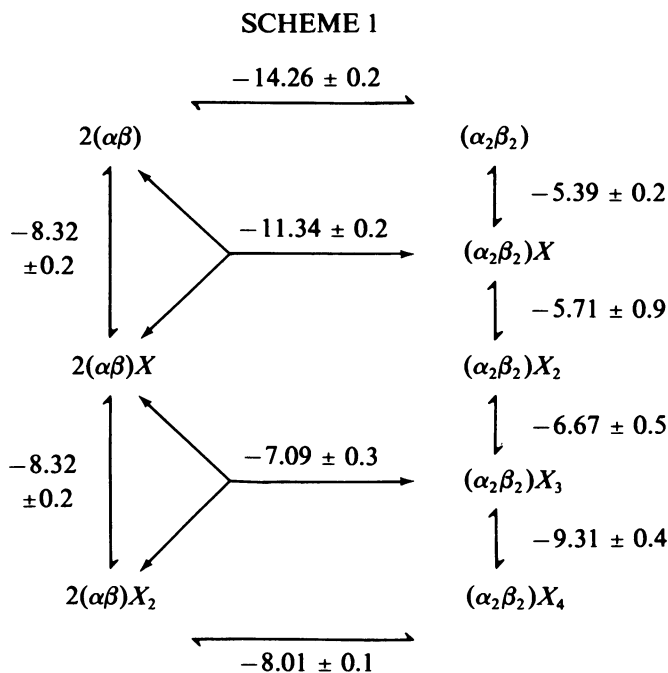 SCHEME 1
−14.26 ± 0.2
2(αβ)
(α₂β₂)
−5.39 ± 0.2
−8.32
±0.2
−11.34 ± 0.2
(α₂β₂)X
−5.71 ± 0.9
2(αβ)X
(α₂β₂)X₂
−6.67 ± 0.5
−8.32
±0.2
−7.09 ± 0.3
(α₂β₂)X₃
−9.31 ± 0.4
2(αβ)X₂
(α₂β₂)X₄
−8.01 ± 0.1